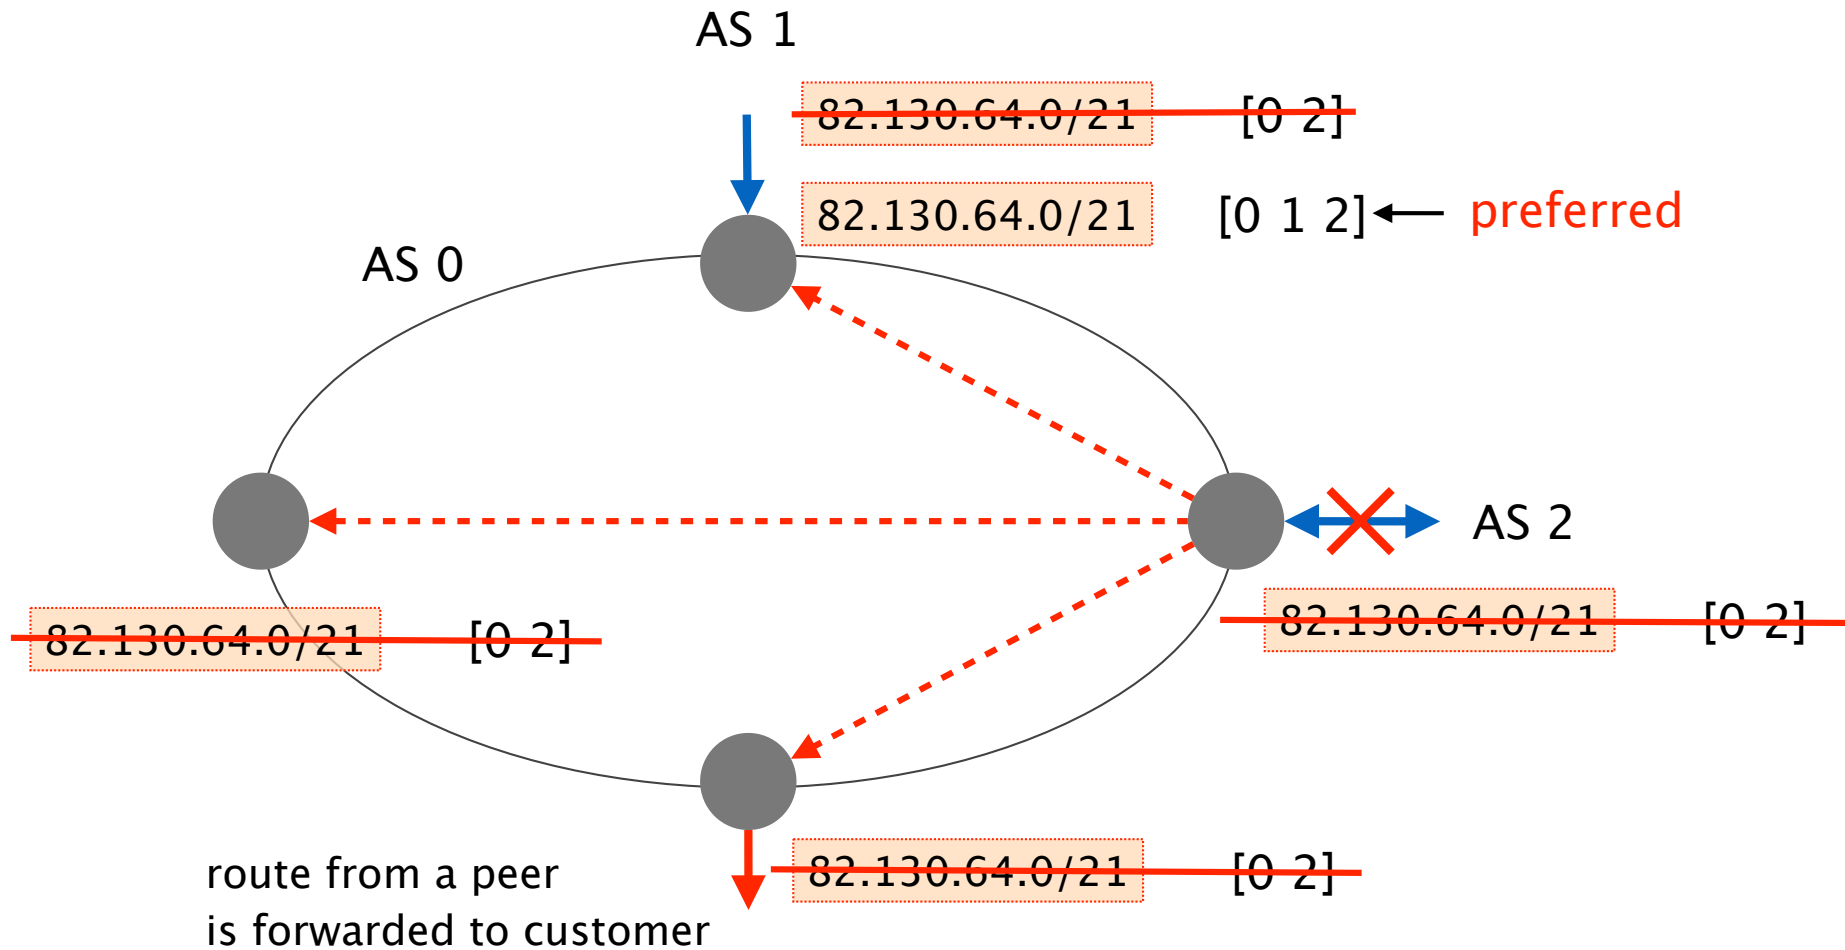 AS 1
82.130.64.0/21 [0 2]
82.130.64.0/21 [0 1 2] preferred
AS 0
AS 2
82.130.64.0/21 [0 2]
82.130.64.0/21 [0 2]
82.130.64.0/21 [0 2]
route from a peer
is forwarded to customer